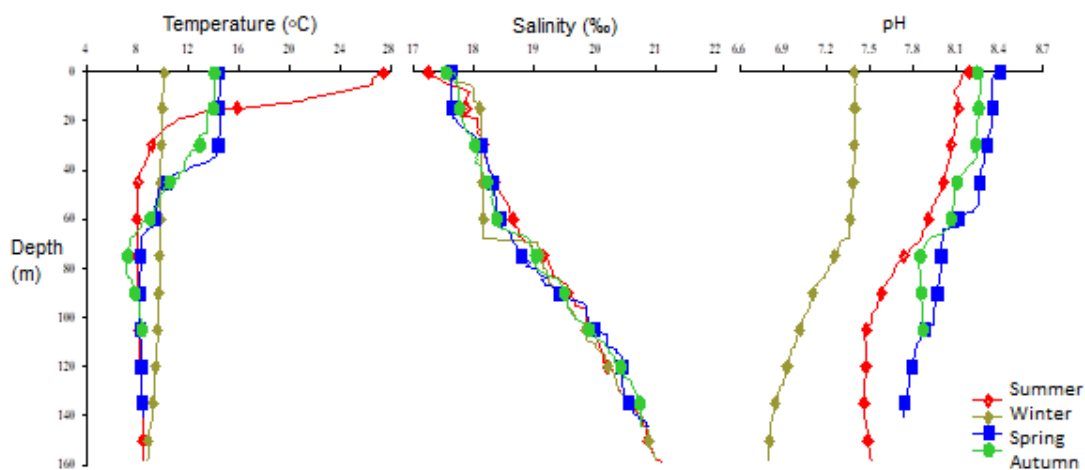 Temperature (oC) Salinity (‰) pH
4 8 12 16 20 24 28 17 18 19 20 21 22 6.6 6.9 7.2 7.5 7.8 8.1 8.4 8.7
0
20
40
60
Depth
(m)
80
100
120
140
160
Summer
Winter
Spring
Autumn